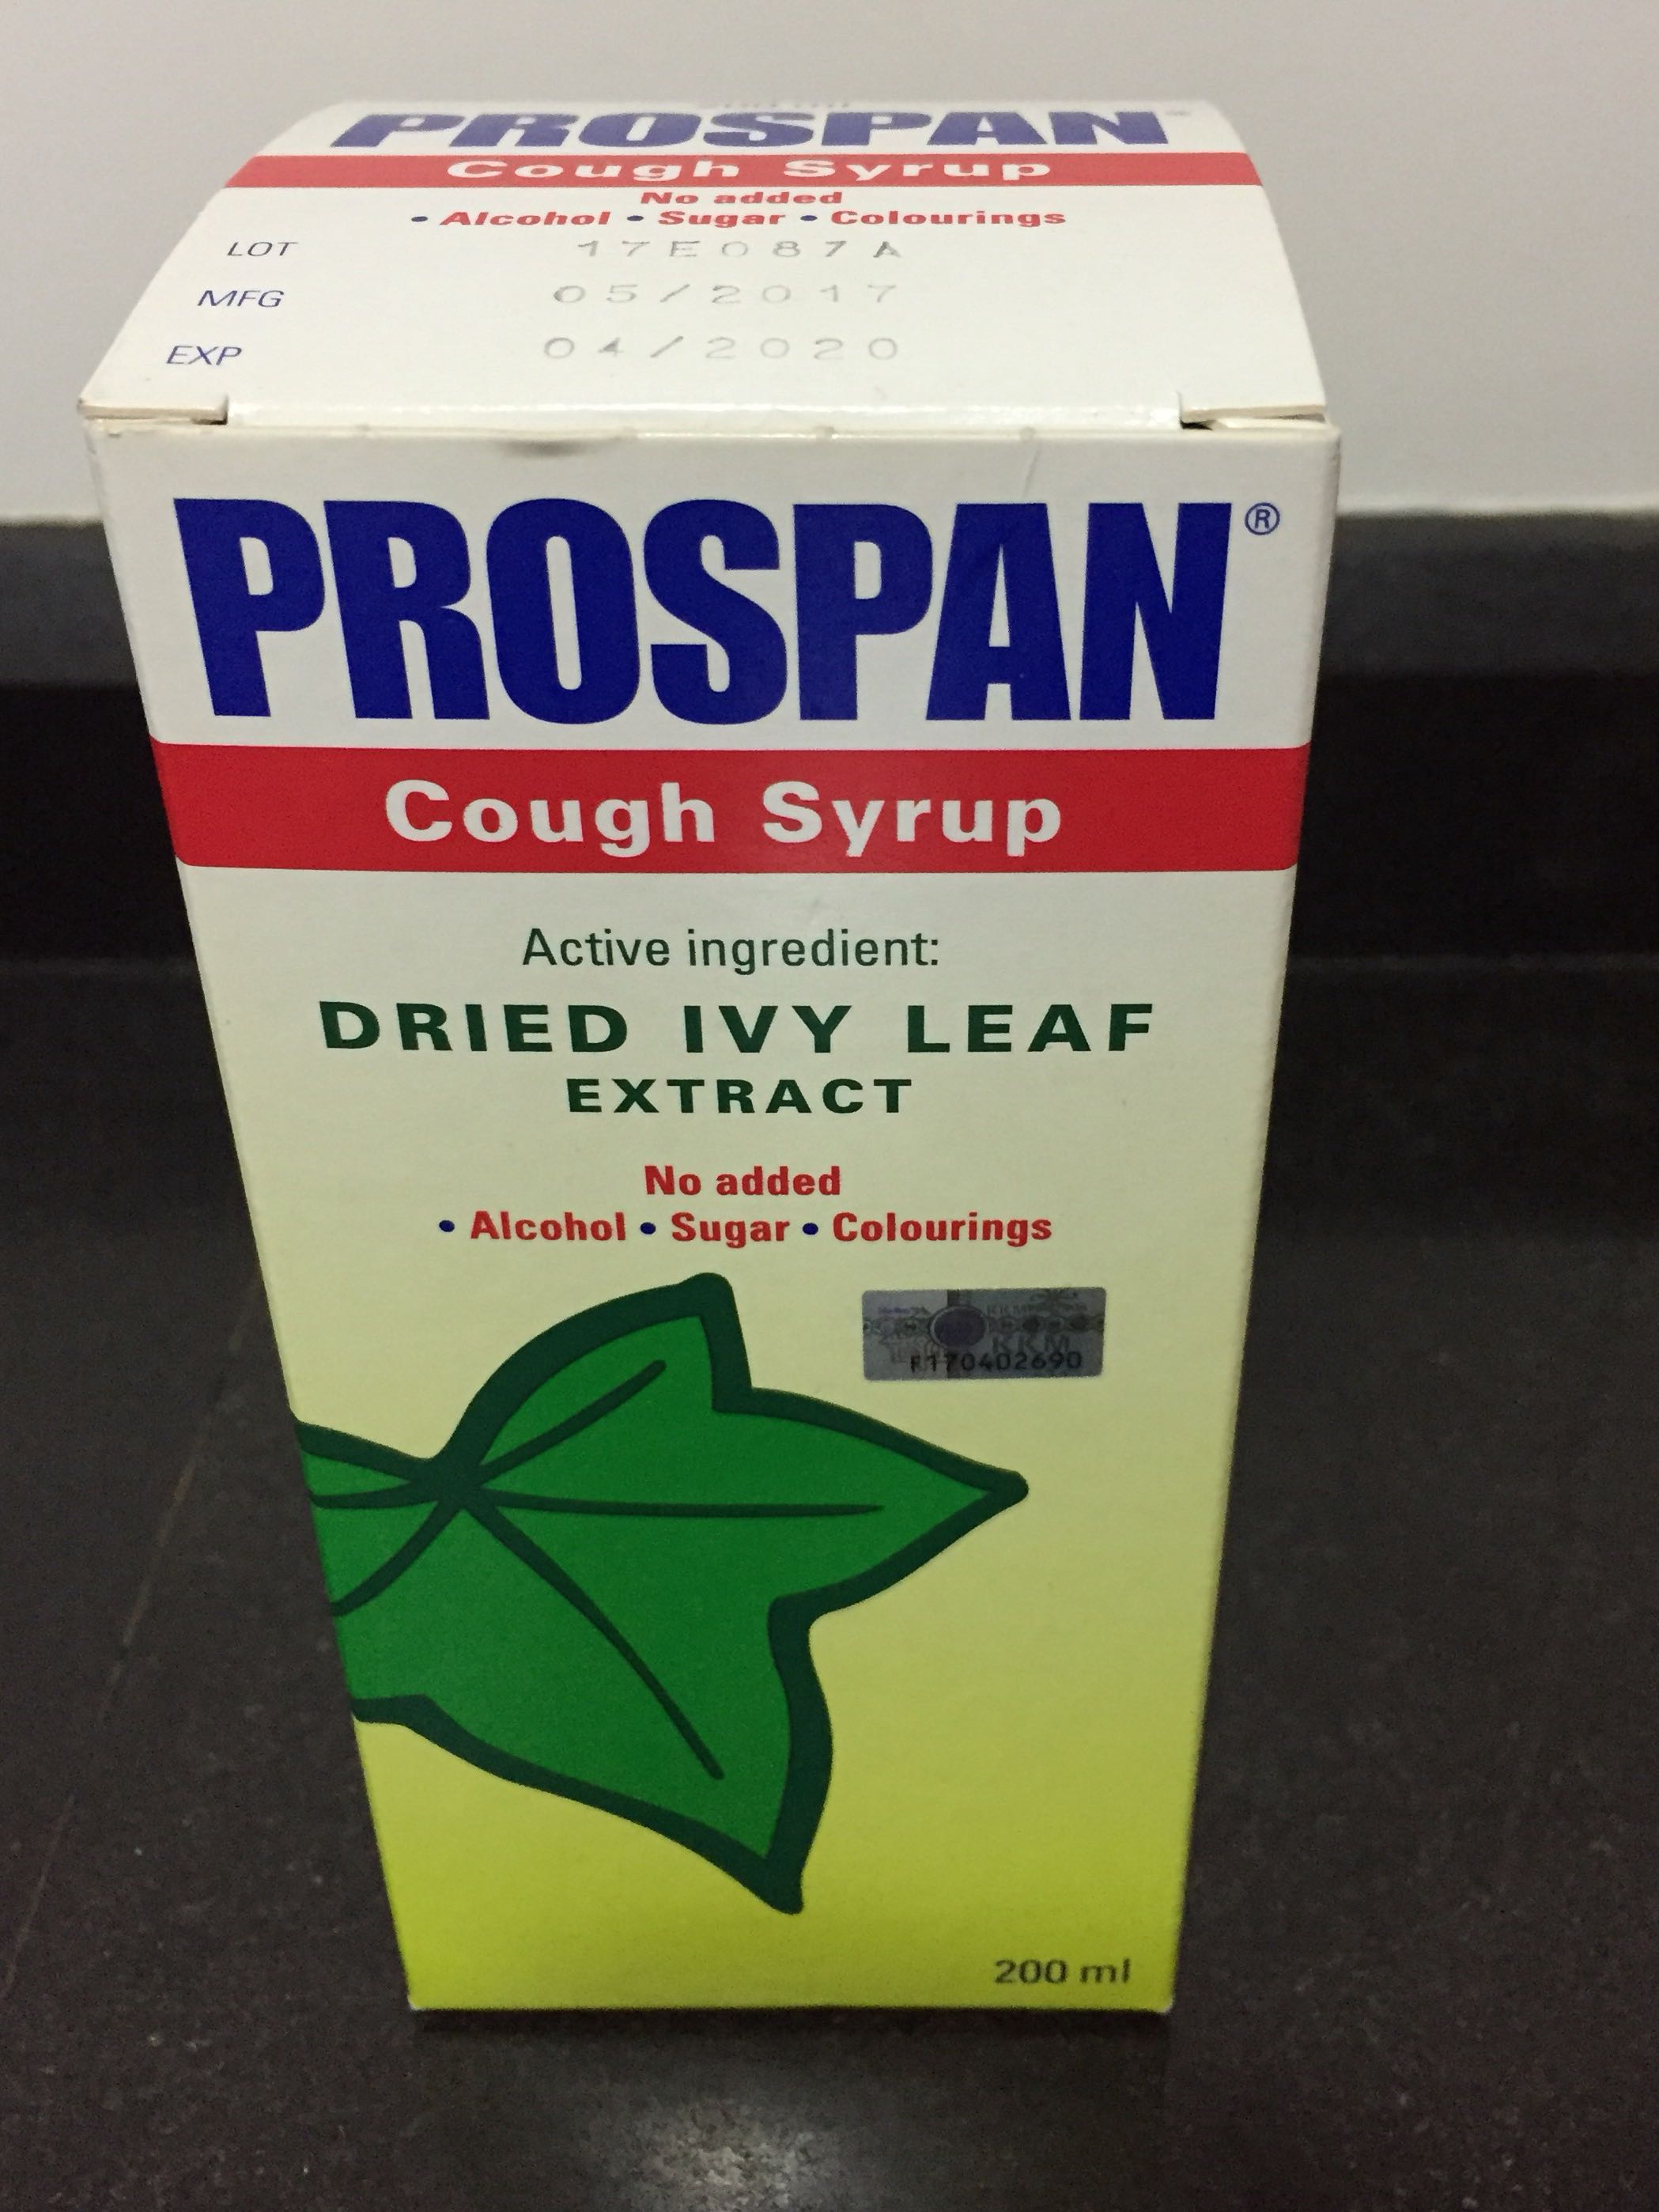 PROSPAN
Cough Syrup
No added
• Alcohol • Sugar • Colourings
LOT 17E087A
MFG 05/2017
EXP 04/2020
PROSPAN®
Cough Syrup
Active ingredient:
DRIED IVY LEAF
EXTRACT
No added
• Alcohol • Sugar • Colourings
KKM
F170402690
200 ml